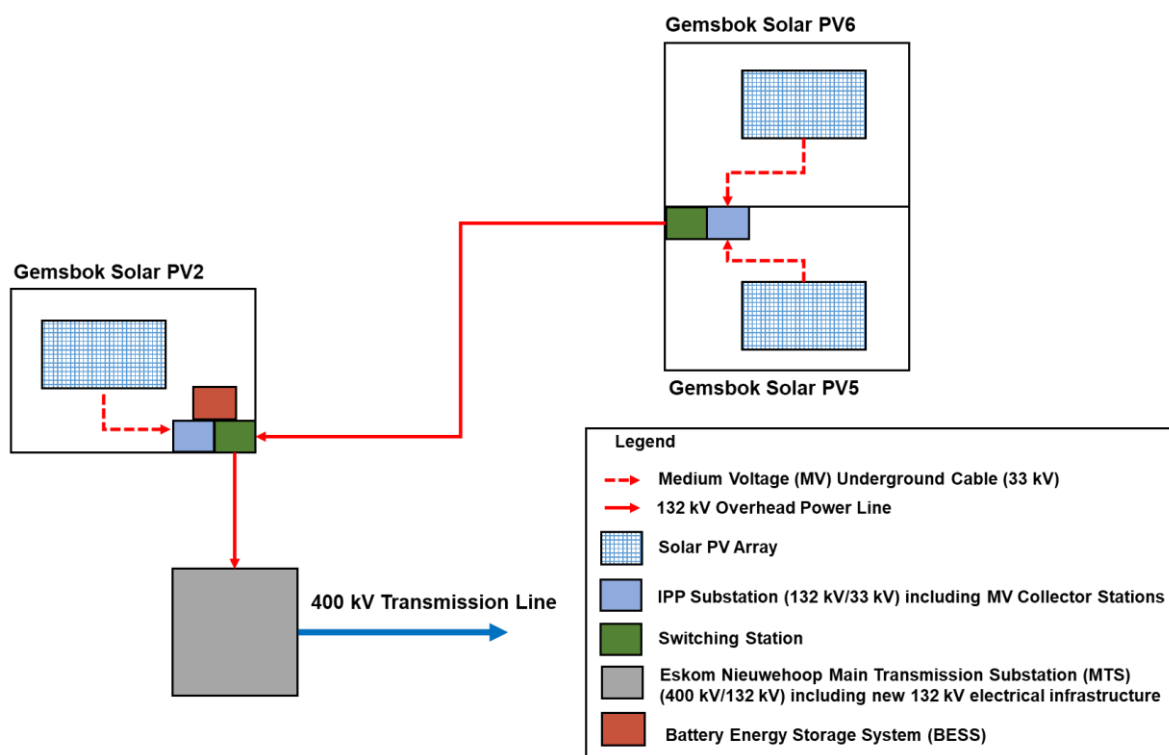 Gemsbok Solar PV6
Gemsbok Solar PV2
Gemsbok Solar PV5
400 kV Transmission Line
Legend
Medium Voltage (MV) Underground Cable (33 kV)
132 kV Overhead Power Line
Solar PV Array
IPP Substation (132 kV/33 kV) including MV Collector Stations
Switching Station
Eskom Nieuwehoop Main Transmission Substation (MTS)
(400 kV/132 kV) including new 132 kV electrical infrastructure
Battery Energy Storage System (BESS)